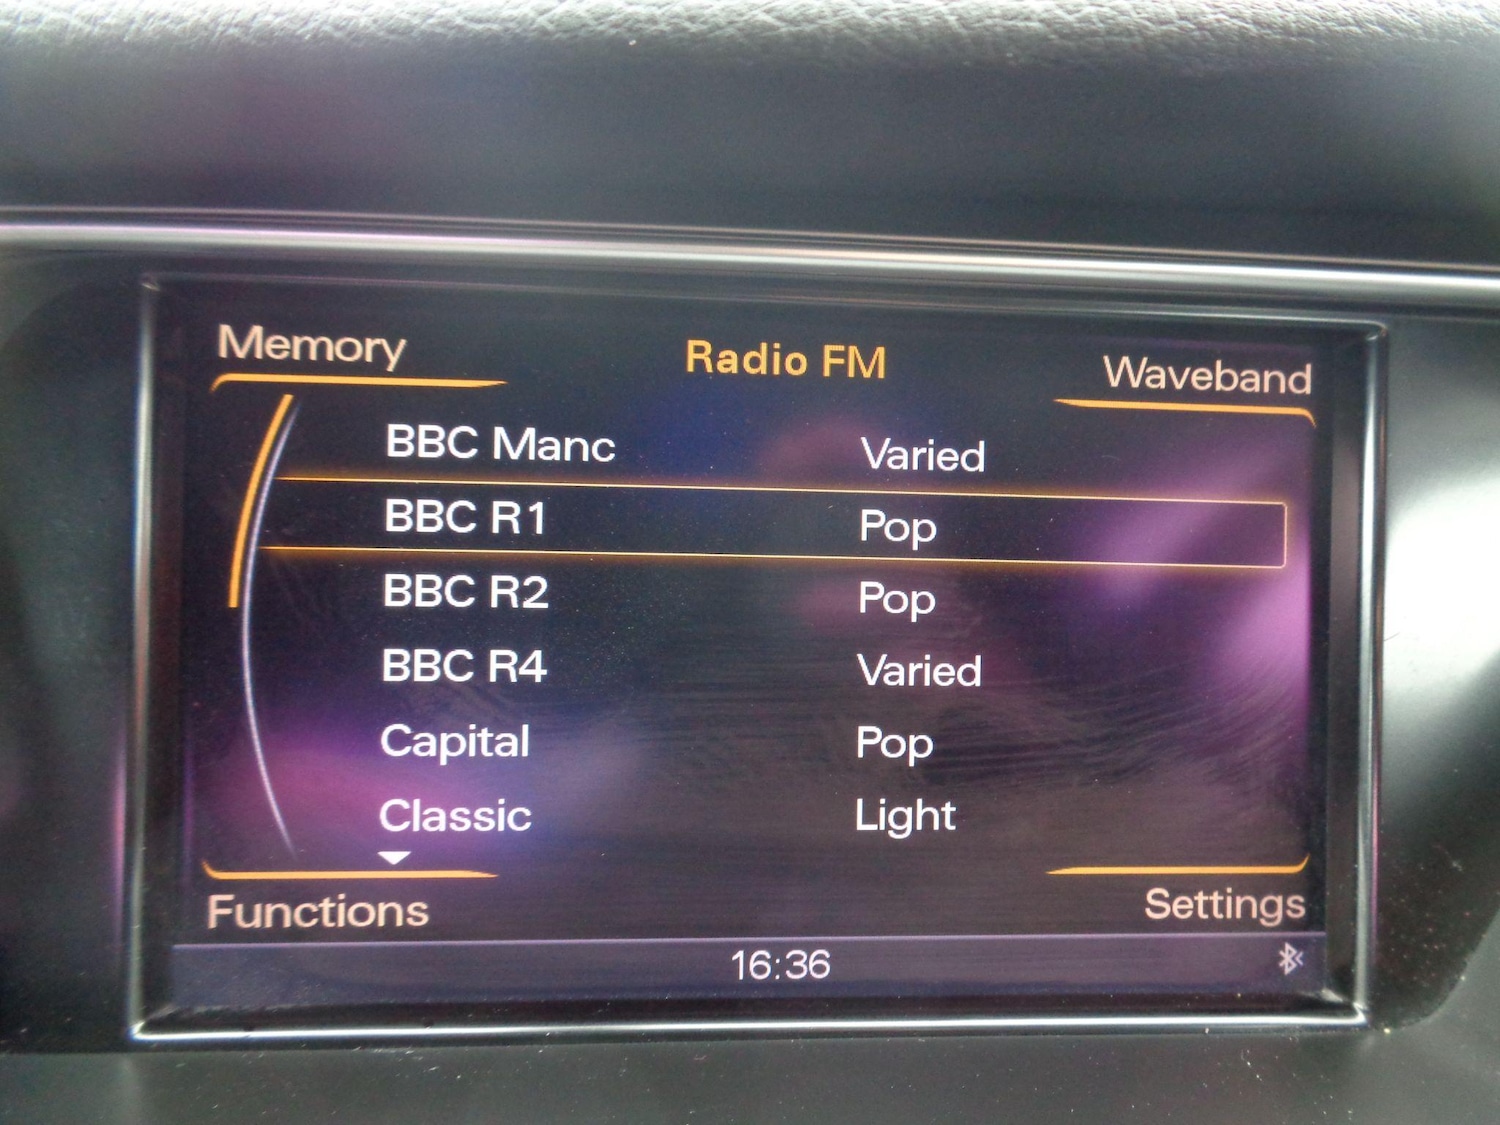 Memory Radio FM Waveband
BBC Manc Varied
BBC R1 Pop
BBC R2 Pop
BBC R4 Varied
Capital Pop
Classic Light
Functions Settings
16:36